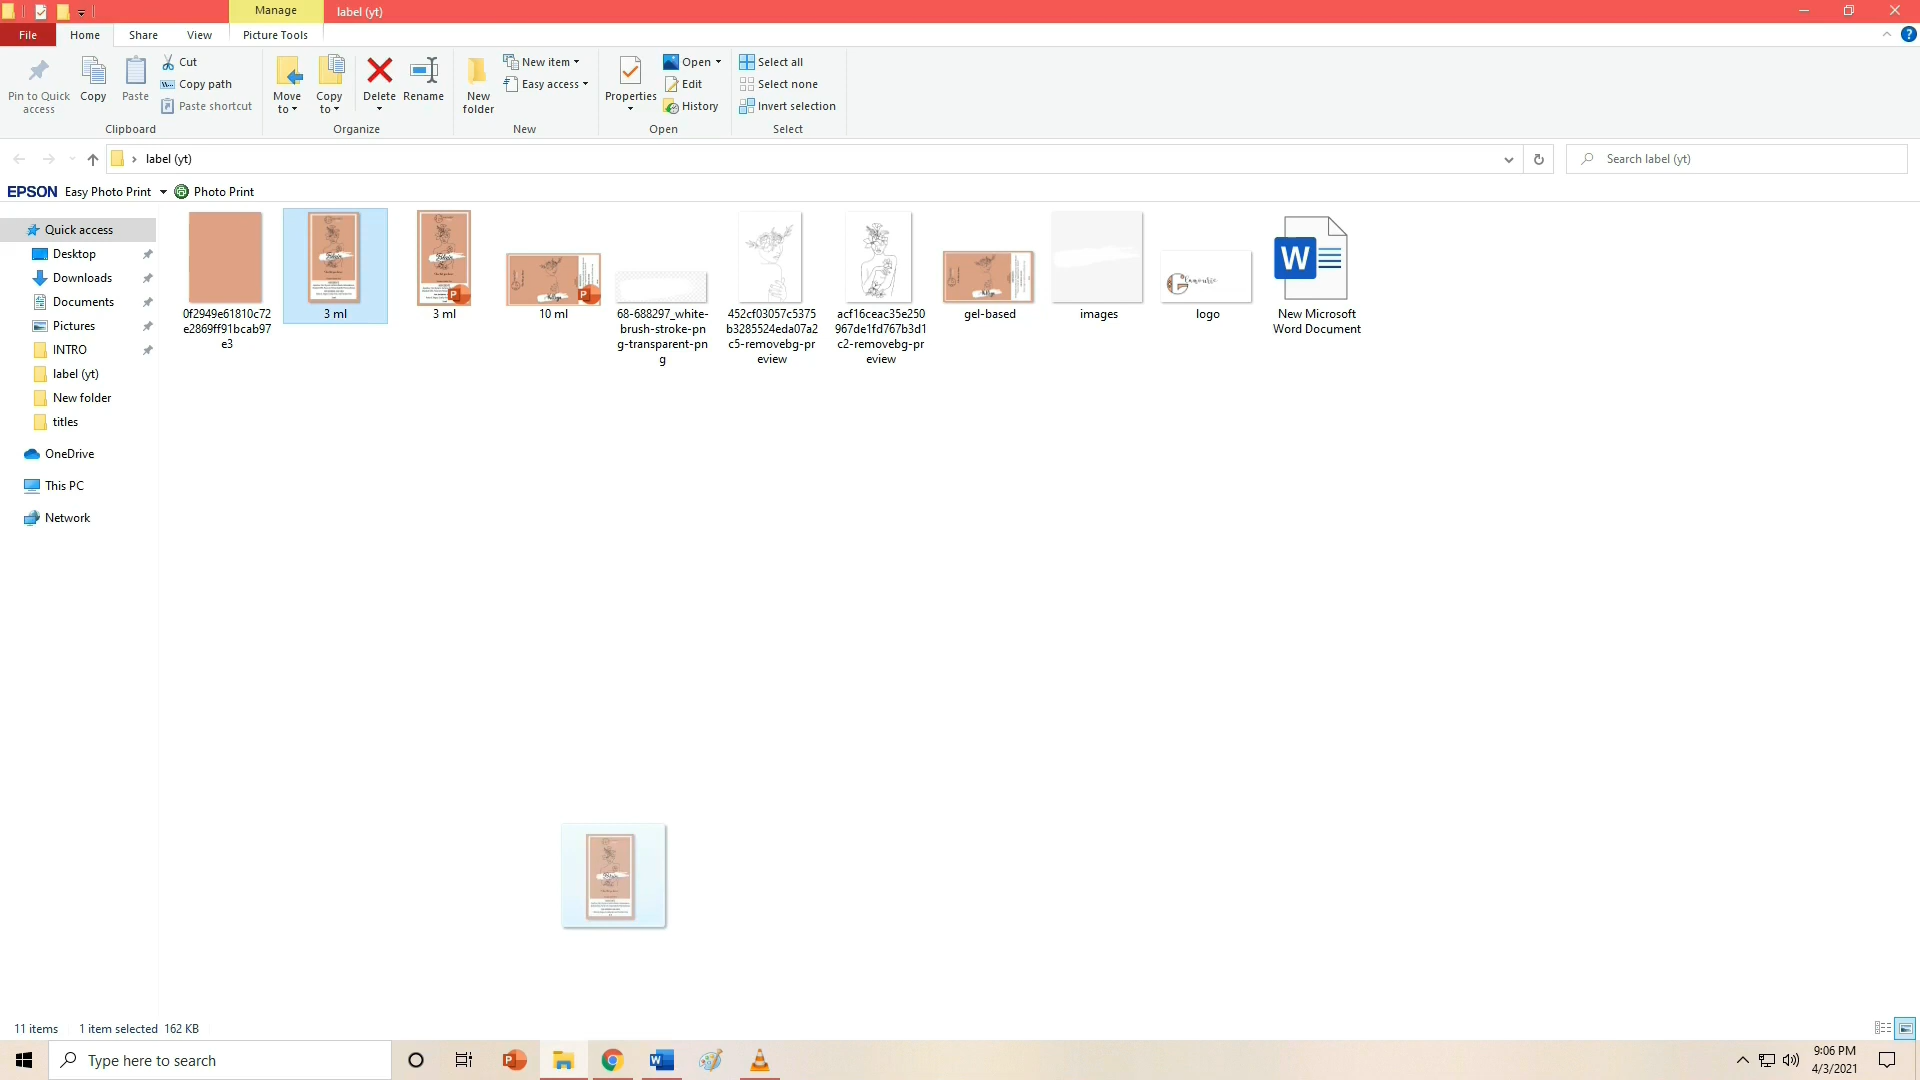 Manage
label (yt)
File
Home
Share
View
Picture Tools
Pin to Quick
access
Copy
Paste
Cut
Copy path
Paste shortcut
Clipboard
Move
to
Copy
to
Delete
Rename
Organize
New
folder
New item
Easy access
New
Properties
Open
Edit
History
Open
Select all
Select none
Invert selection
Select
label (yt)
Search label (yt)
EPSON Easy Photo Print
Photo Print
Quick access
Desktop
Downloads
Documents
Pictures
INTRO
label (yt)
New folder
titles
OneDrive
This PC
Network
0f2949e61810c72
e2869ff91bcab97
e3
3 ml
3 ml
10 ml
68-688297_white-
brush-stroke-pn
g-transparent-pn
g
452cf03057c5375
b3285524eda07a2
c5-removebg-pr
eview
acf16ceac35e250
967de1fd767b3d1
c2-removebg-pr
eview
gel-based
images
logo
New Microsoft
Word Document
11 items
1 item selected 162 KB
Type here to search
9:06 PM
4/3/2021